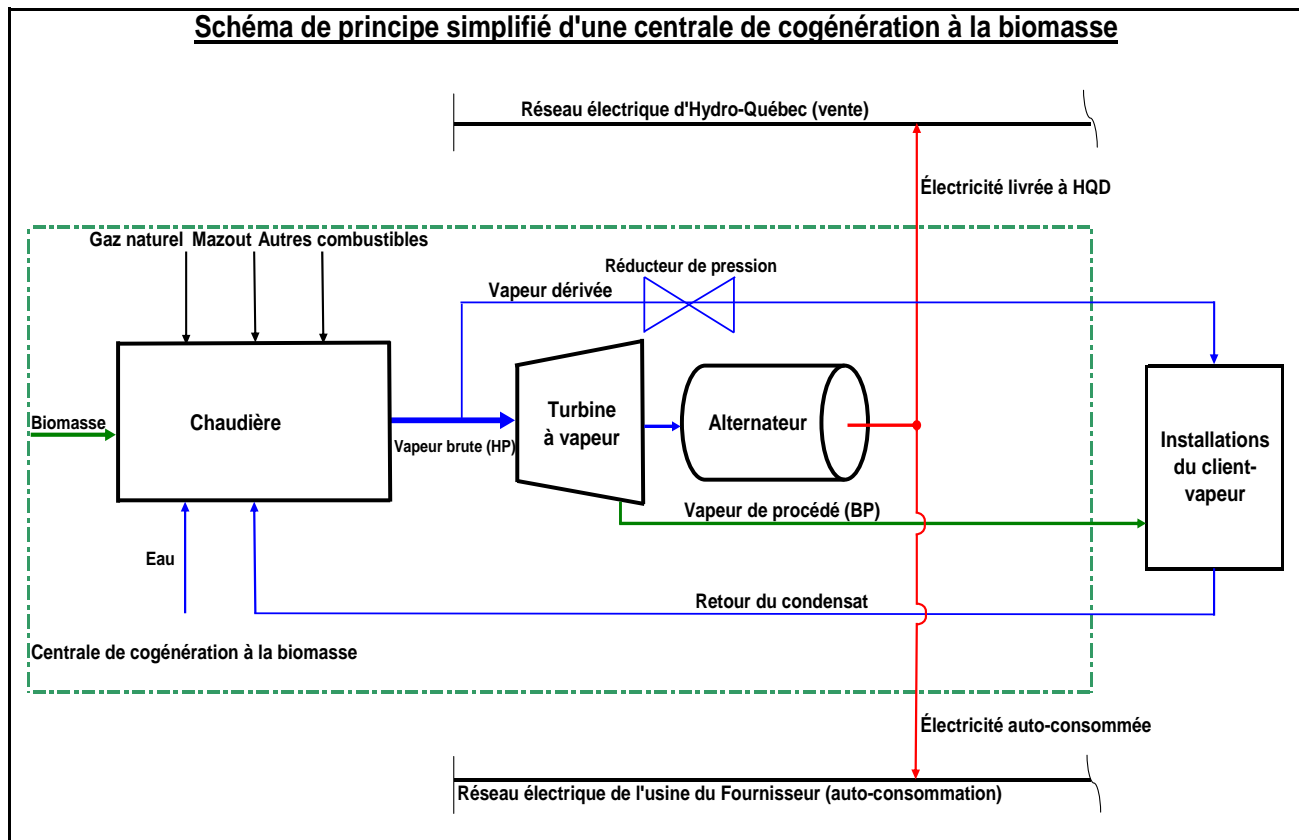 Schéma de principe simplifié d'une centrale de cogénération à la biomasse
Réseau électrique d'Hydro-Québec (vente)
Électricité livrée à HQD
Gaz naturel Mazout Autres combustibles
Réducteur de pression
Vapeur dérivée
Biomasse
Chaudière
Vapeur brute (HP)
Turbine
à vapeur
Alternateur
Installations
du client-
vapeur
Vapeur de procédé (BP)
Eau
Retour du condensat
Centrale de cogénération à la biomasse
Électricité auto-consommée
Réseau électrique de l'usine du Fournisseur (auto-consommation)